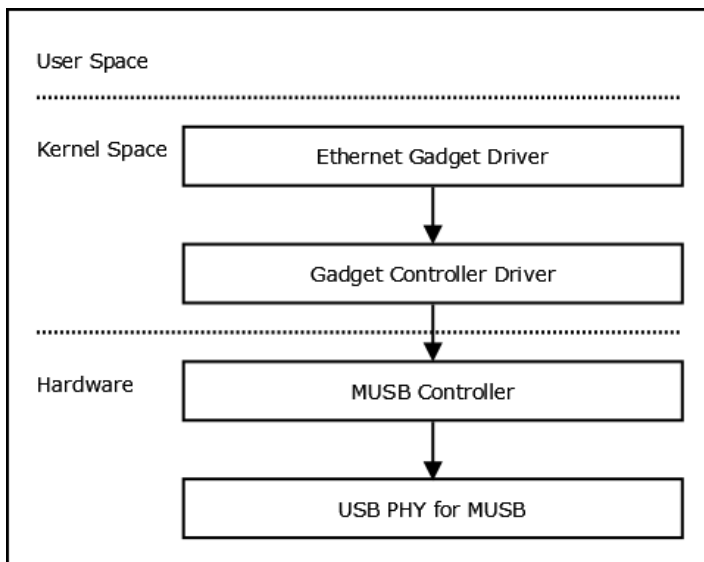 User Space
Kernel Space
Ethernet Gadget Driver
Gadget Controller Driver
Hardware
MUSB Controller
USB PHY for MUSB